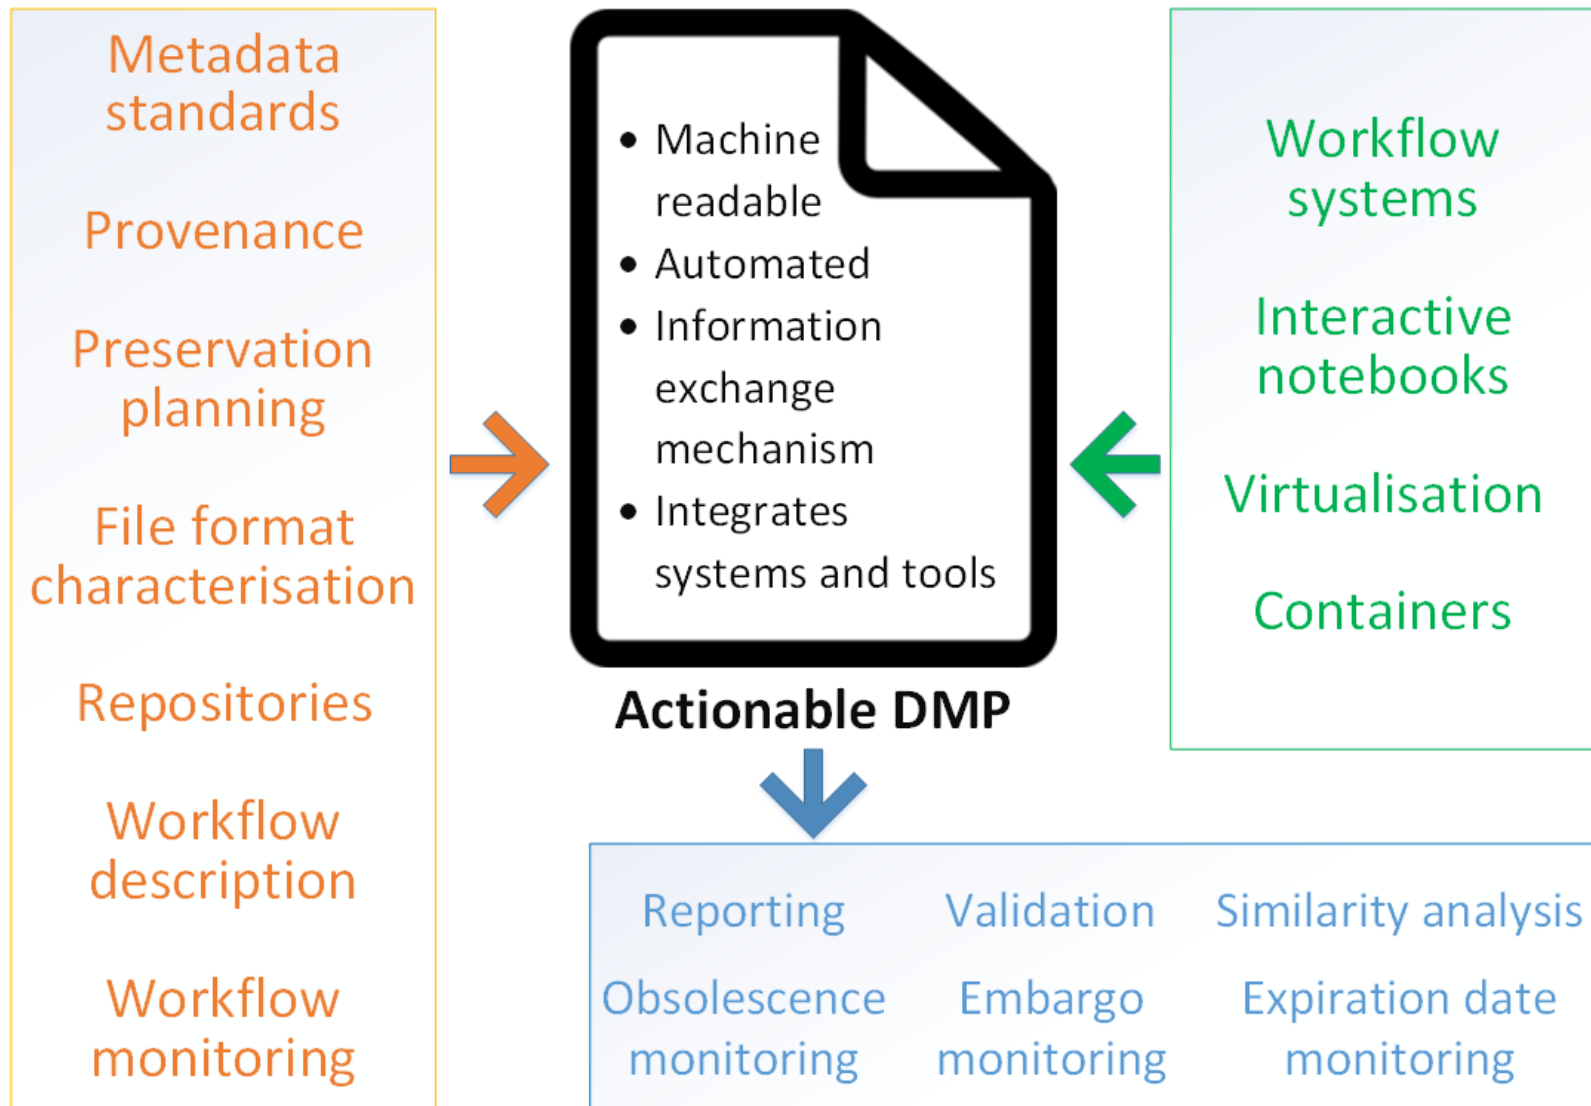 Metadata
standards
Provenance
Preservation
planning
File format
characterisation
Repositories
Workflow
description
Workflow
monitoring
• Machine
readable
• Automated
• Information
exchange
mechanism
• Integrates
systems and tools
Actionable DMP
Workflow
systems
Interactive
notebooks
Virtualisation
Containers
Reporting
Validation
Similarity analysis
Obsolescence
monitoring
Embargo
monitoring
Expiration date
monitoring